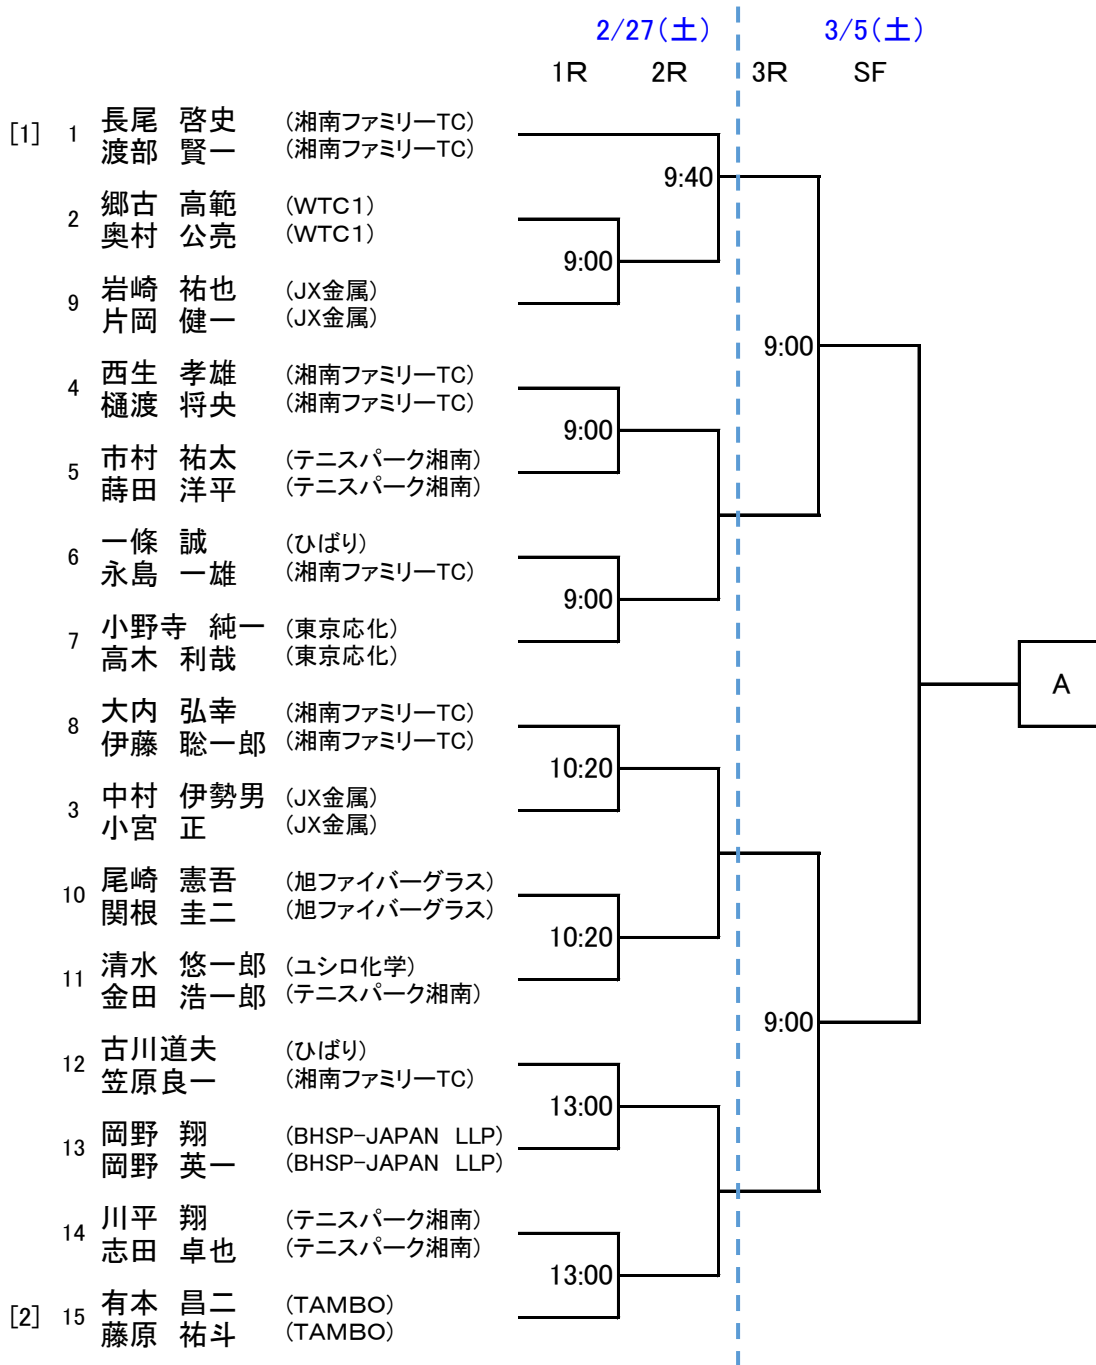 2/27(土) 3/5(土)
1R 2R 3R SF
[1] 1 長尾 啓史 (湘南ファミリーTC)
渡部 賢一 (湘南ファミリーTC)
9:40
2 郷古 高範 (WTC1)
奥村 公亮 (WTC1)
9:00
9 岩崎 祐也 (JX金属)
片岡 健一 (JX金属)
9:00
4 西生 孝雄 (湘南ファミリーTC)
樋渡 将央 (湘南ファミリーTC)
9:00
5 市村 祐太 (テニスパーク湘南)
蒔田 洋平 (テニスパーク湘南)
6 一條 誠 (ひばり)
永島 一雄 (湘南ファミリーTC)
9:00
7 小野寺 純一 (東京応化)
高木 利哉 (東京応化)
A
8 大内 弘幸 (湘南ファミリーTC)
伊藤 聡一郎 (湘南ファミリーTC)
10:20
3 中村 伊勢男 (JX金属)
小宮 正 (JX金属)
10 尾崎 憲吾 (旭ファイバーグラス)
関根 圭二 (旭ファイバーグラス)
10:20
11 清水 悠一郎 (ユシロ化学)
金田 浩一郎 (テニスパーク湘南)
9:00
12 古川道夫 (ひばり)
笠原良一 (湘南ファミリーTC)
13:00
13 岡野 翔 (BHSP-JAPAN LLP)
岡野 英一 (BHSP-JAPAN LLP)
14 川平 翔 (テニスパーク湘南)
志田 卓也 (テニスパーク湘南)
13:00
[2] 15 有本 昌二 (TAMBO)
藤原 祐斗 (TAMBO)